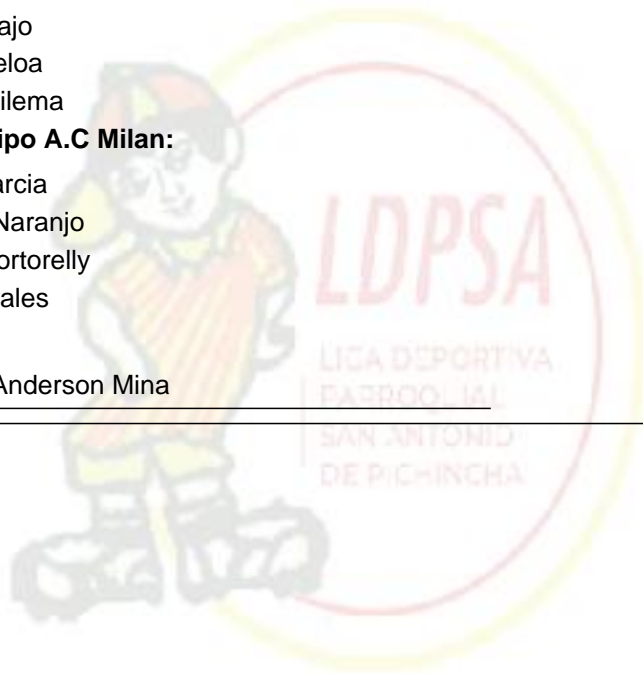 ajo
eloa
ilema
ipo A.C Milan:
arcia
Naranjo
ortorelly
ales
Anderson Mina
LDPSA
LIGA DEPORTIVA
PARROQUIAL
SAN ANTONIO
DE PICHINCHA